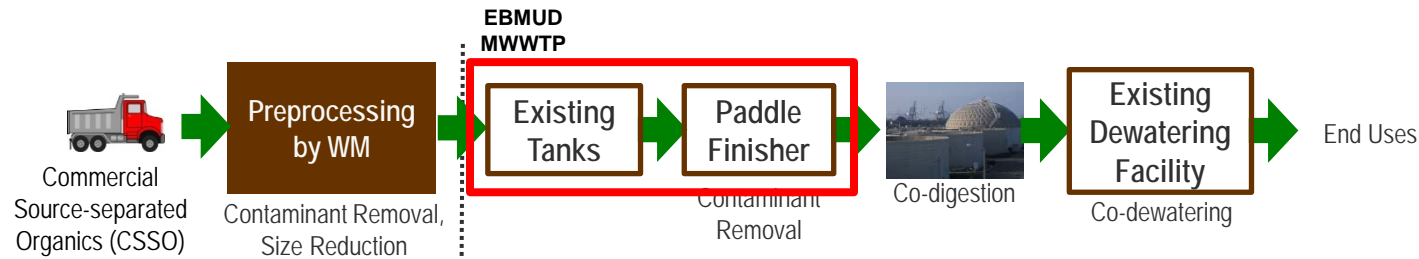 EBMUD
MWWTP
Commercial
Source-separated
Organics (CSSO)
Preprocessing
by WM
Contaminant Removal,
Size Reduction
Existing
Tanks
Paddle
Finisher
Contaminant
Removal
Co-digestion
Existing
Dewatering
Facility
Co-dewatering
End Uses